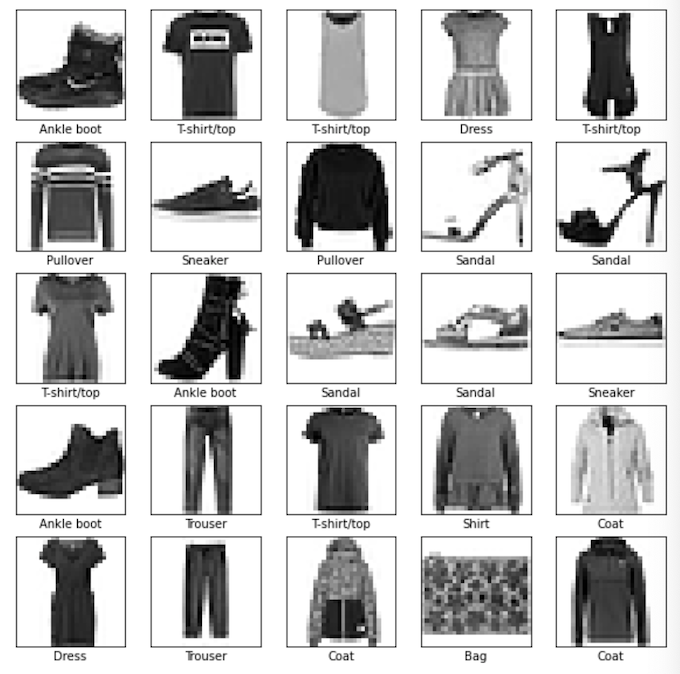 Ankle boot
T-shirt/top
T-shirt/top
Dress
T-shirt/top
Pullover
Sneaker
Pullover
Sandal
Sandal
T-shirt/top
Ankle boot
Sandal
Sandal
Sneaker
Ankle boot
Trouser
T-shirt/top
Shirt
Coat
Dress
Trouser
Coat
Bag
Coat